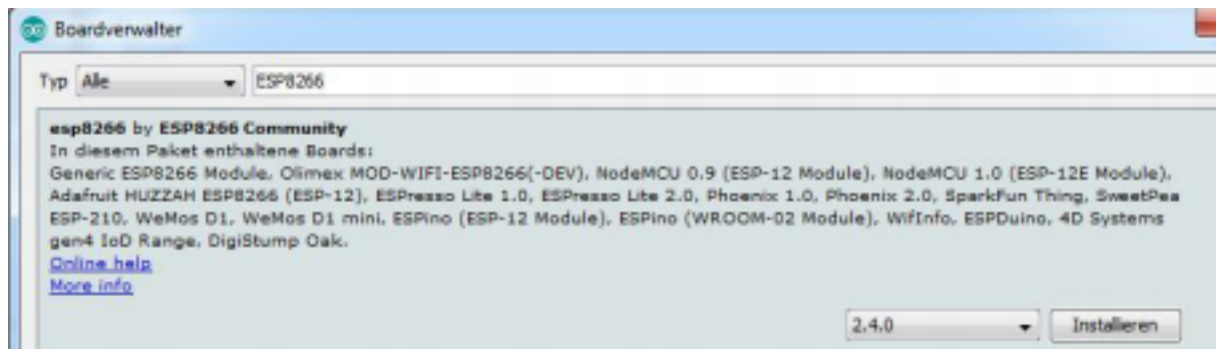 Boardverwalter
Typ Alle ESP8266
esp8266 by ESP8266 Community
In diesem Paket enthaltene Boards:
Generic ESP8266 Module, Olimex MOD-WIFI-ESP8266(-DEV), NodeMCU 0.9 (ESP-12 Module), NodeMCU 1.0 (ESP-12E Module),
Adafruit HUZZAH ESP8266 (ESP-12), ESPresso Lite 1.0, ESPresso Lite 2.0, Phoenix 1.0, Phoenix 2.0, SparkFun Thing, SweetPea
ESP-210, WeMos D1, WeMos D1 mini, ESPino (ESP-12 Module), ESPino (WROOM-02 Module), WifInfo, ESPDuino, 4D Systems
gen4 IoD Range, DigiStump Oak.
Online help
More info
2.4.0 Installieren